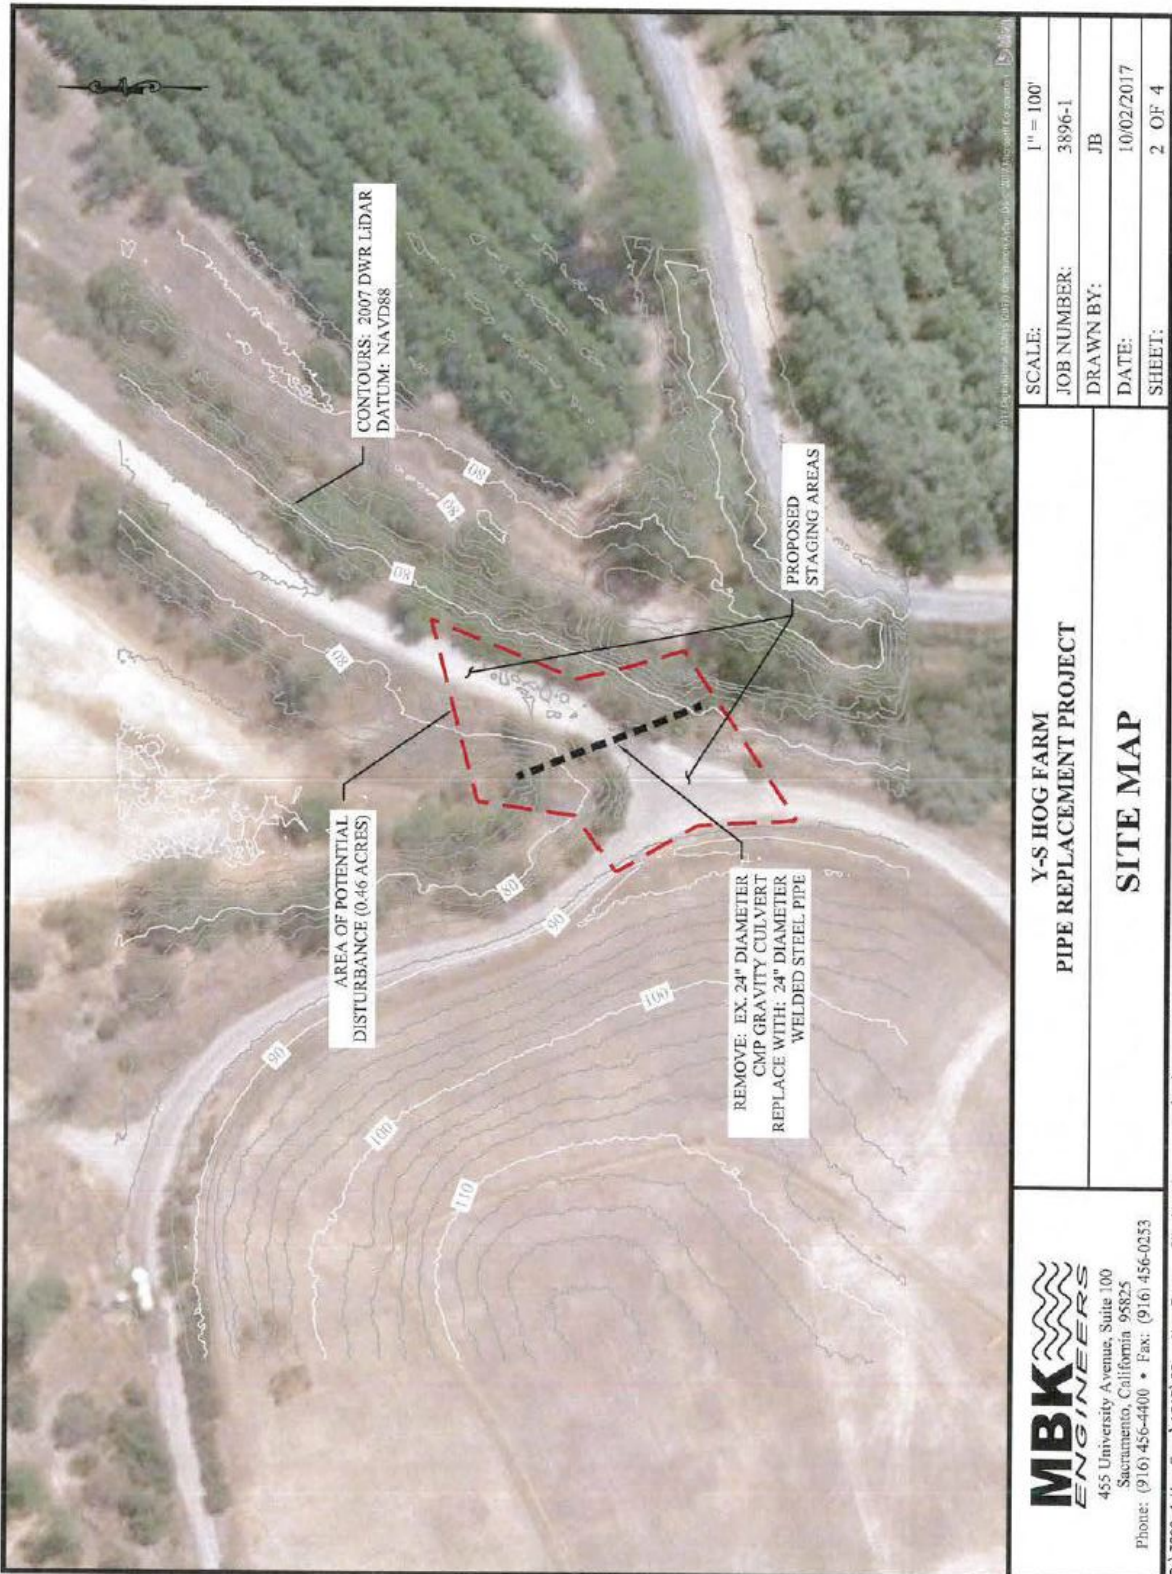 CONTOURS: 2007 DWR LiDAR
DATUM: NAVD88
AREA OF POTENTIAL
DISTURBANCE (0.46 ACRES)
PROPOSED
STAGING AREAS
REMOVE: EX. 24" DIAMETER
CMP GRAVITY CULVERT
REPLACE WITH: 24" DIAMETER
WELDED STEEL PIPE
80
80
80
80
80
90
90
100
100
110
MBK
ENGINEERS
455 University Avenue, Suite 100
Sacramento, California 95825
Phone: (916) 456-4400 • Fax: (916) 456-0253
Y-S HOG FARM
PIPE REPLACEMENT PROJECT
SITE MAP
SCALE: 1" = 100'
JOB NUMBER: 3896-1
DRAWN BY: JB
DATE: 10/02/2017
SHEET: 2 OF 4